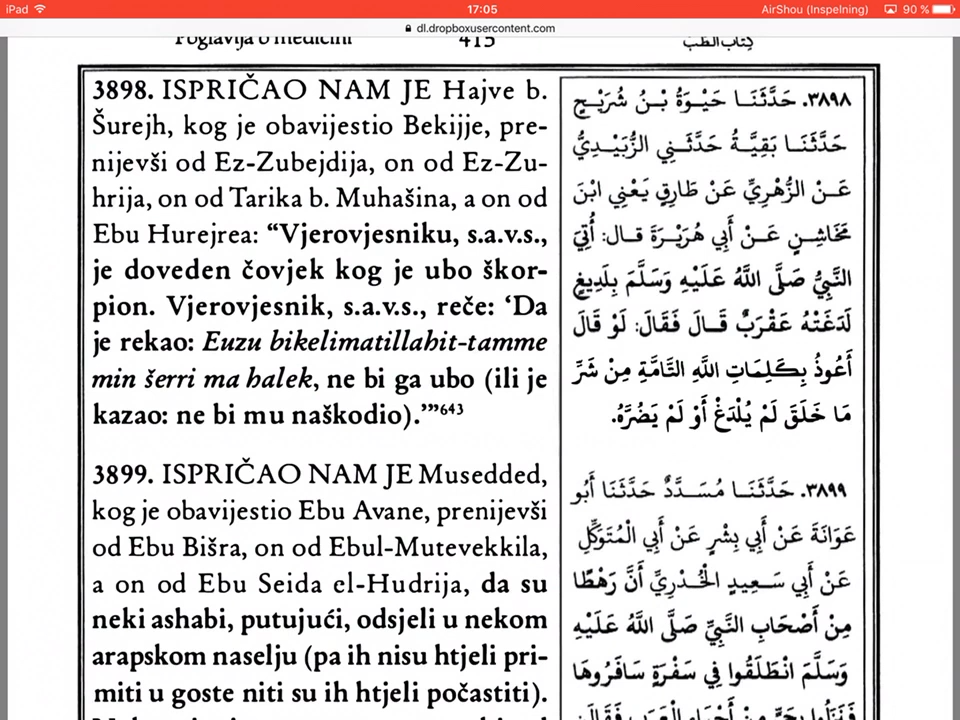 iPad
17:05
AirShou (Inspelning)
90 %
dl.dropboxusercontent.com
Poglavlja o medicini
415
كتاب الطب
3898. ISPRIČAO NAM JE Hajve b.
Šurejh, kog je obavijestio Bekijje, pre-
nijevši od Ez-Zubejdija, on od Ez-Zu-
hrija, on od Tarika b. Muhašina, a on od
Ebu Hurejrea: “Vjerovjesniku, s.a.v.s.,
je doveden čovjek kog je ubo škor-
pion. Vjerovjesnik, s.a.v.s., reče: ‘Da
je rekao: Euzu bikelimatillahit-tamme
min šerri ma halek, ne bi ga ubo (ili je
kazao: ne bi mu naškodio).’”643
3899. ISPRIČAO NAM JE Musedded,
kog je obavijestio Ebu Avane, prenijevši
od Ebu Bišra, on od Ebul-Mutevekkila,
a on od Ebu Seida el-Hudrija, da su
neki ashabi, putujući, odsjeli u nekom
arapskom naselju (pa ih nisu htjeli pri-
miti u goste niti su ih htjeli počastiti).
٣٨٩٨. حَدَّثَنَا حَيْوَةُ بْنُ شُرَيْحٍ
حَدَّثَنَا بَقِيَّةُ حَدَّثَنِي الزُّبَيْدِيُّ
عَنْ الزُّهْرِيِّ عَنْ طَارِقٍ يَعْنِي ابْنَ
مَخَاشِنٍ عَنْ أَبِي هُرَيْرَةَ قال: أُتِيَ
النَّبِيُّ صَلَّى اللَّهُ عَلَيْهِ وَسَلَّمَ بِلَدِيغٍ
لَدَغَتْهُ عَقْرَبٌ قَالَ فَقَالَ: لَوْ قَالَ
أَعُوذُ بِكَلِمَاتِ اللَّهِ التَّامَّةِ مِنْ شَرِّ
مَا خَلَقَ لَمْ يُلْدَغْ أَوْ لَمْ يَضُرَّهُ.
٣٨٩٩. حَدَّثَنَا مُسَدَّدٌ حَدَّثَنَا أَبُو
عَوَانَةَ عَنْ أَبِي بِشْرٍ عَنْ أَبِي الْمُتَوَكِّلِ
عَنْ أَبِي سَعِيدٍ الْخُدْرِيِّ أَنَّ رَهْطًا
مِنْ أَصْحَابِ النَّبِيِّ صَلَّى اللَّهُ عَلَيْهِ
وَسَلَّمَ انْطَلَقُوا فِي سَفْرَةٍ سَافَرُوهَا